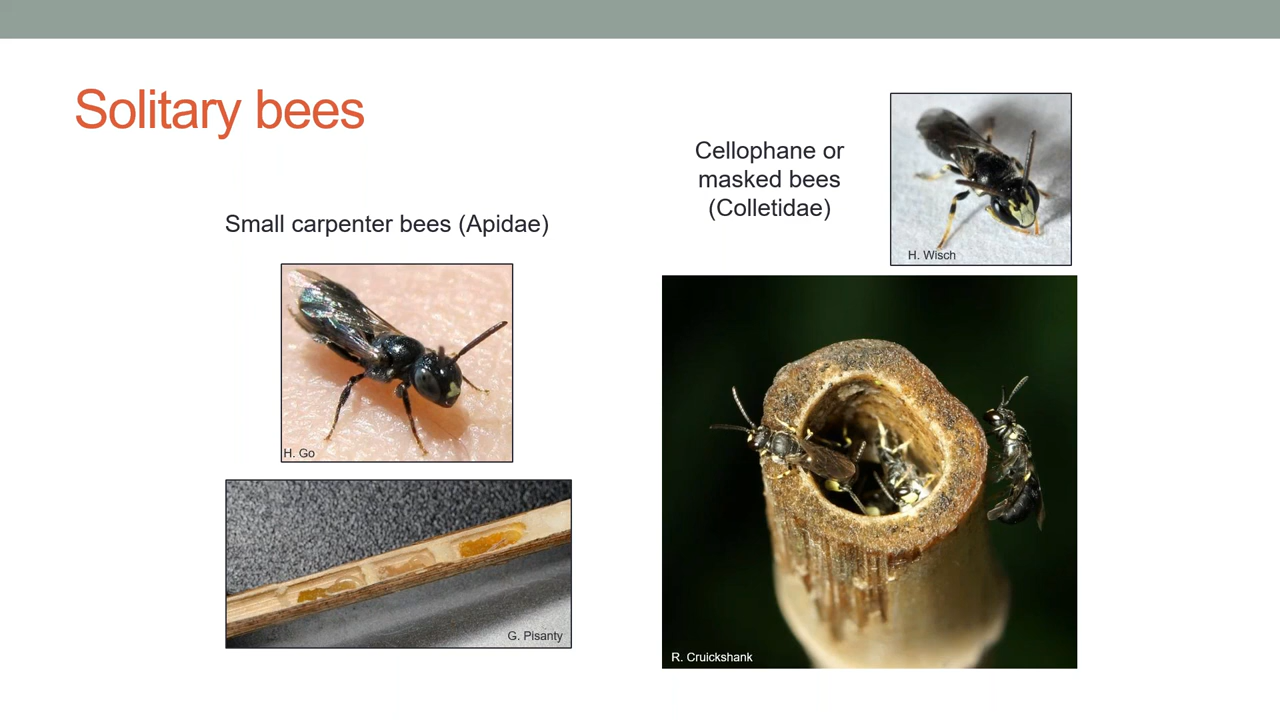 Solitary bees
Small carpenter bees (Apidae)
H. Go
G. Pisanty
Cellophane or
masked bees
(Colletidae)
H. Wisch
R. Cruickshank